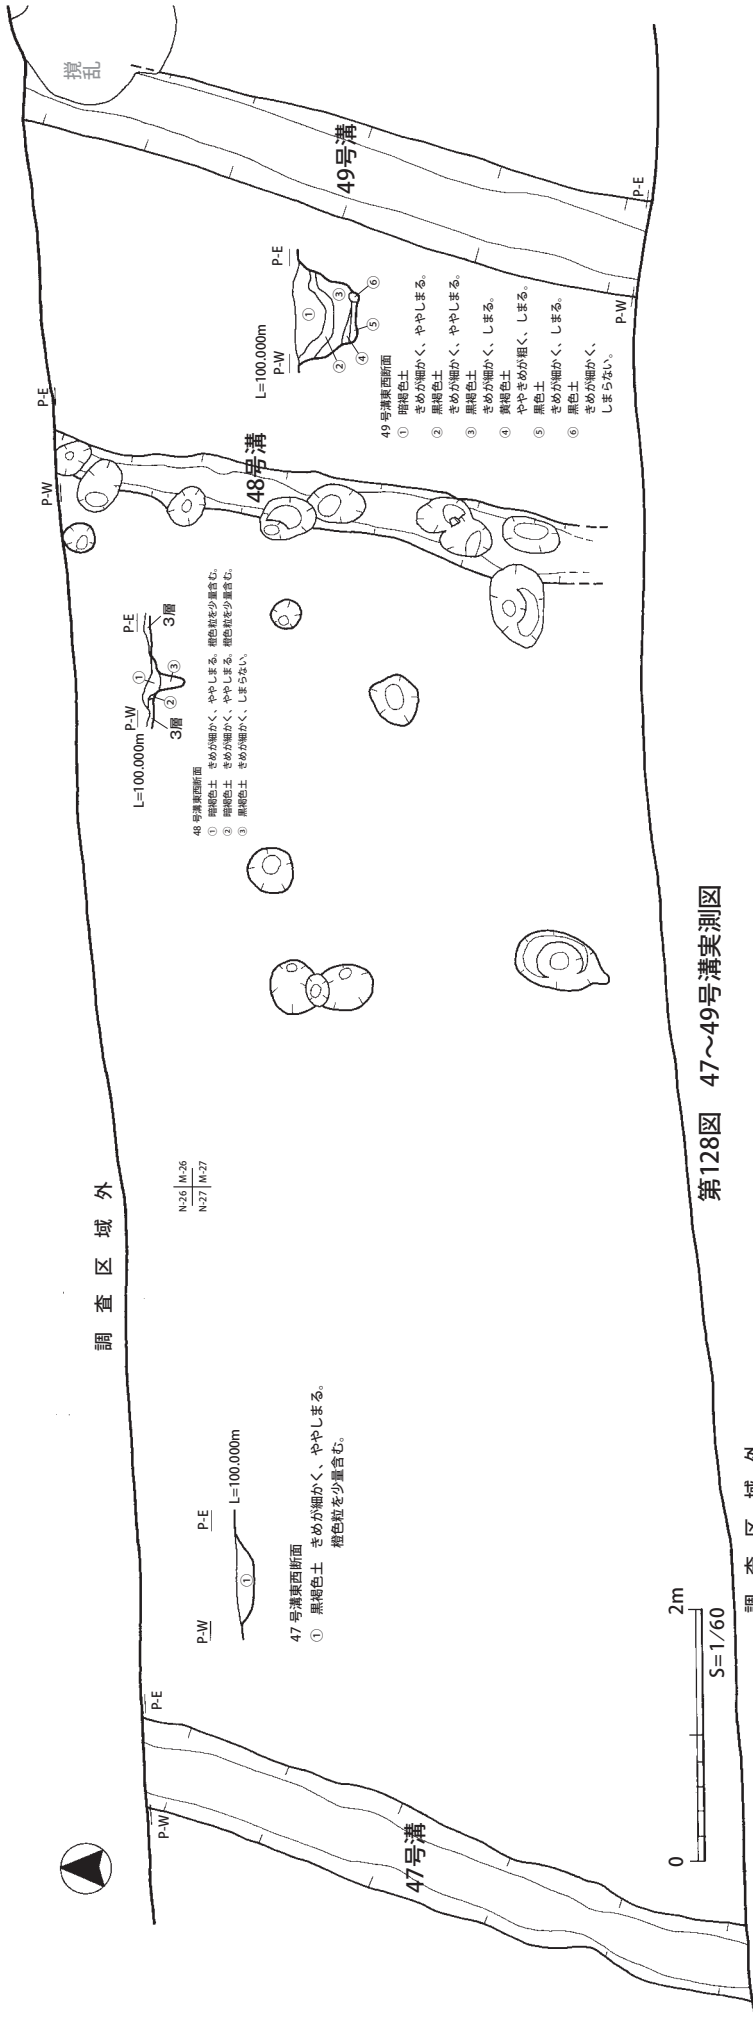 調査区域外
P-W
P-E
47号溝
P-W
P-E
L=100.000m
①
47 号溝東西断面
① 黒褐色土 きめが細かく、ややしまる。
橙色粒を少量含む。
N-26 M-26
N-27 M-27
L=100.000m
P-W
P-E
3層
3層
①
②
③
48 号溝東西断面
① 暗褐色土 きめが細かく、ややしまる。橙色粒を少量含む。
② 暗褐色土 きめが細かく、ややしまる。橙色粒を少量含む。
③ 黒褐色土 きめが細かく、しまらない。
P-W
P-E
48号溝
L=100.000m
P-W
P-E
①
②
③
④
⑤
⑥
49 号溝東西断面
① 暗褐色土
きめが細かく、ややしまる。
② 黒褐色土
きめが細かく、ややしまる。
③ 黒褐色土
きめが細かく、しまる。
④ 黄褐色土
ややきめが粗く、しまる。
⑤ 黒色土
きめが細かく、しまる。
⑥ 黒色土
きめが細かく、
しまらない。
撹乱
49号溝
P-W
P-E
0
2m
S=1/60
調査区域外
第128図 47〜49号溝実測図